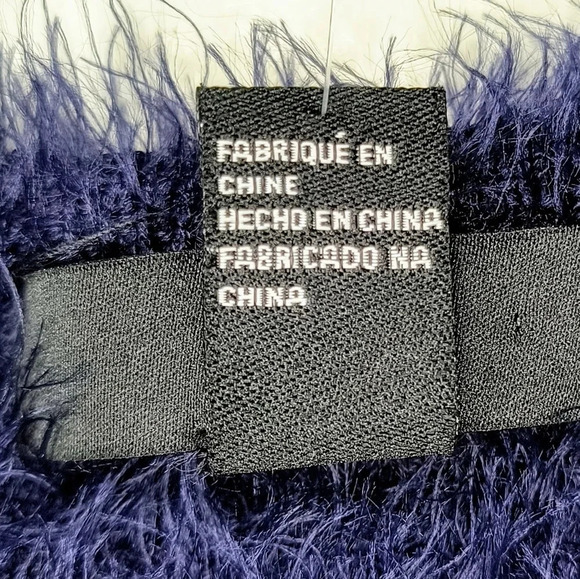 FABRIQUÉ EN
CHINE
HECHO EN CHINA
FABRICADO NA
CHINA